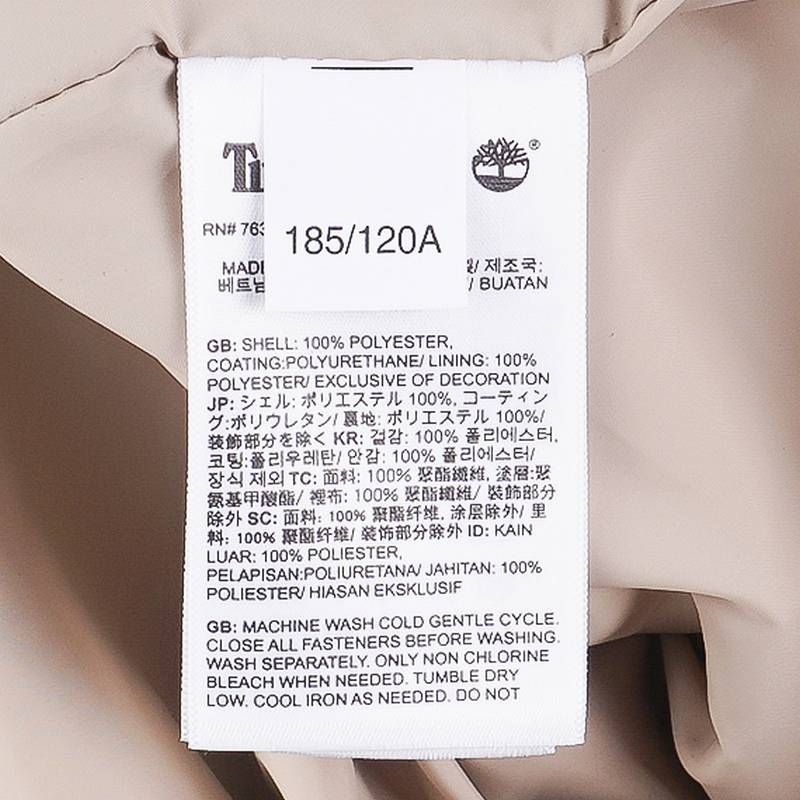 ®
RN# 763
185/120A
제조국:
베트남
BUATAN
GB: SHELL: 100% POLYESTER,
COATING:POLYURETHANE/ LINING: 100%
POLYESTER/ EXCLUSIVE OF DECORATION
JP: シェル: ポリエステル 100%, コーティン
グ:ポリウレタン/ 裏地: ポリエステル 100%/
装飾部分を除く KR: 겉감: 100% 폴리에스터,
코팅:폴리우레탄/ 안감: 100% 폴리에스터/
장식 제외 TC: 面料: 100% 聚酯纖維, 塗層:聚
氨基甲酸酯/ 裡布: 100% 聚酯纖維/ 裝飾部分
除外 SC: 面料: 100% 聚酯纤维, 涂层除外/ 里
料: 100% 聚酯纤维/ 装饰部分除外 ID: KAIN
LUAR: 100% POLIESTER,
PELAPISAN:POLIURETANA/ JAHITAN: 100%
POLIESTER/ HIASAN EKSKLUSIF
GB: MACHINE WASH COLD GENTLE CYCLE.
CLOSE ALL FASTENERS BEFORE WASHING.
WASH SEPARATELY. ONLY NON CHLORINE
BLEACH WHEN NEEDED. TUMBLE DRY
LOW. COOL IRON AS NEEDED. DO NOT